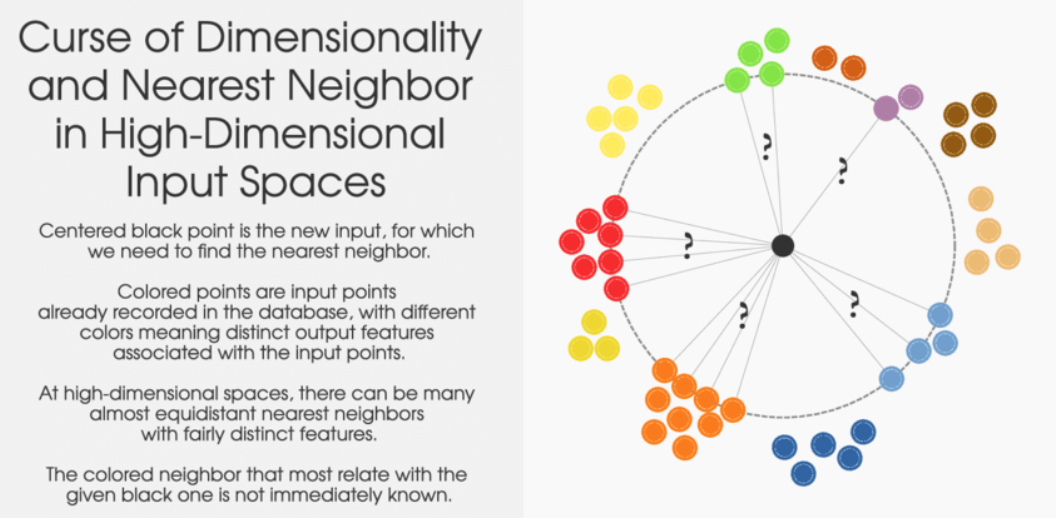 Curse of Dimensionality
and Nearest Neighbor
in High-Dimensional
Input Spaces
Centered black point is the new input, for which
we need to find the nearest neighbor.
Colored points are input points
already recorded in the database, with different
colors meaning distinct output features
associated with the input points.
At high-dimensional spaces, there can be many
almost equidistant nearest neighbors
with fairly distinct features.
The colored neighbor that most relate with the
given black one is not immediately known.
?
?
?
?
?